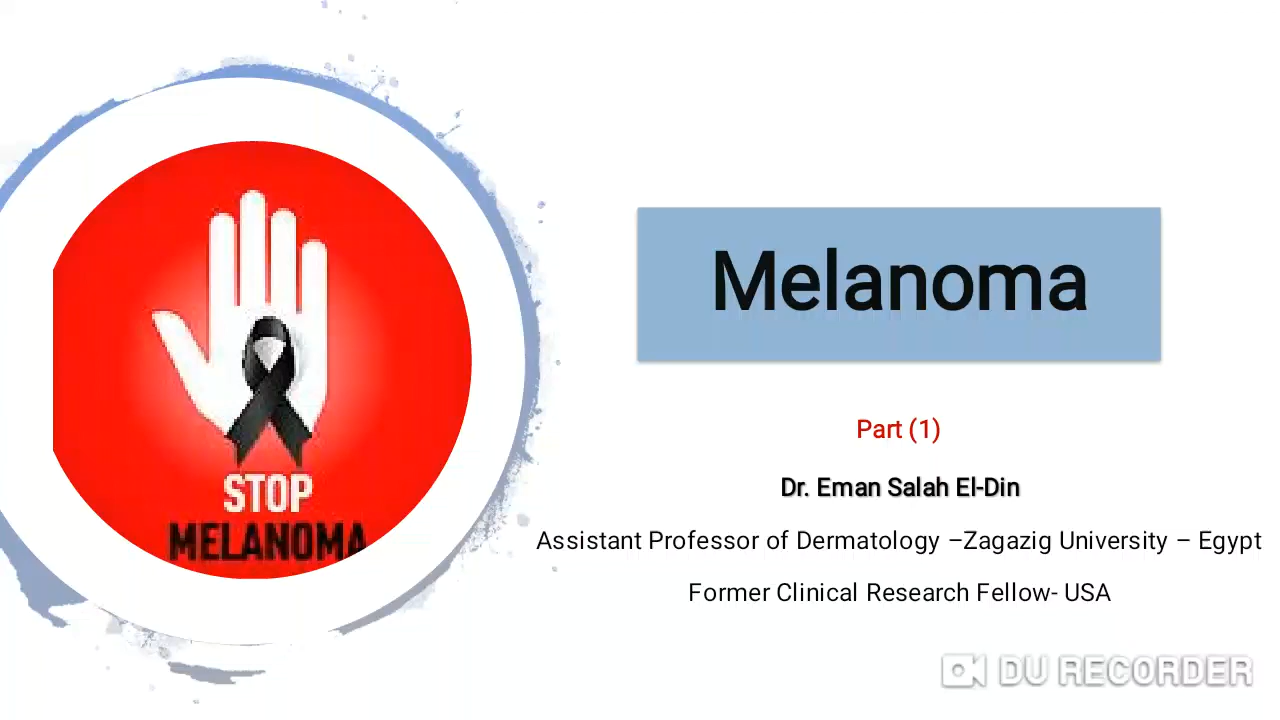 STOP
MELANOMA
Melanoma
Part (1)
Dr. Eman Salah El-Din
Assistant Professor of Dermatology –Zagazig University – Egypt
Former Clinical Research Fellow- USA
DU RECORDER